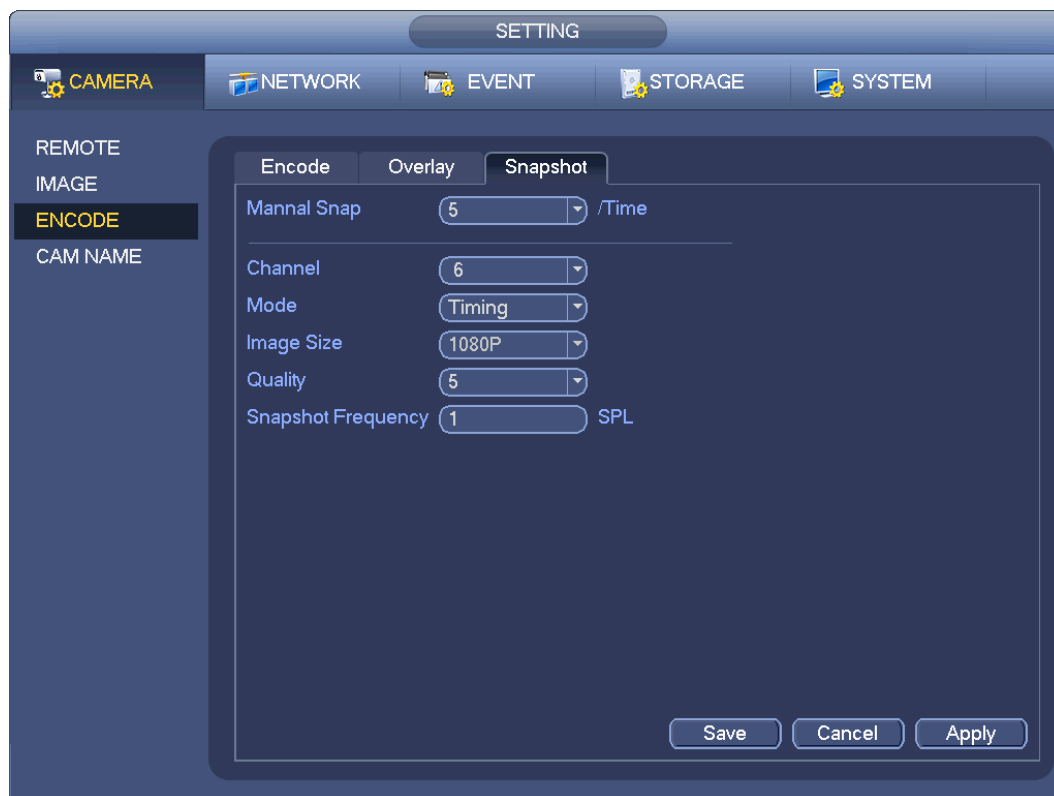 SETTING
CAMERA NETWORK EVENT STORAGE SYSTEM
REMOTE
IMAGE
ENCODE
CAM NAME
Encode Overlay Snapshot
Mannal Snap 5 /Time
Channel 6
Mode Timing
Image Size 1080P
Quality 5
Snapshot Frequency 1 SPL
Save Cancel Apply